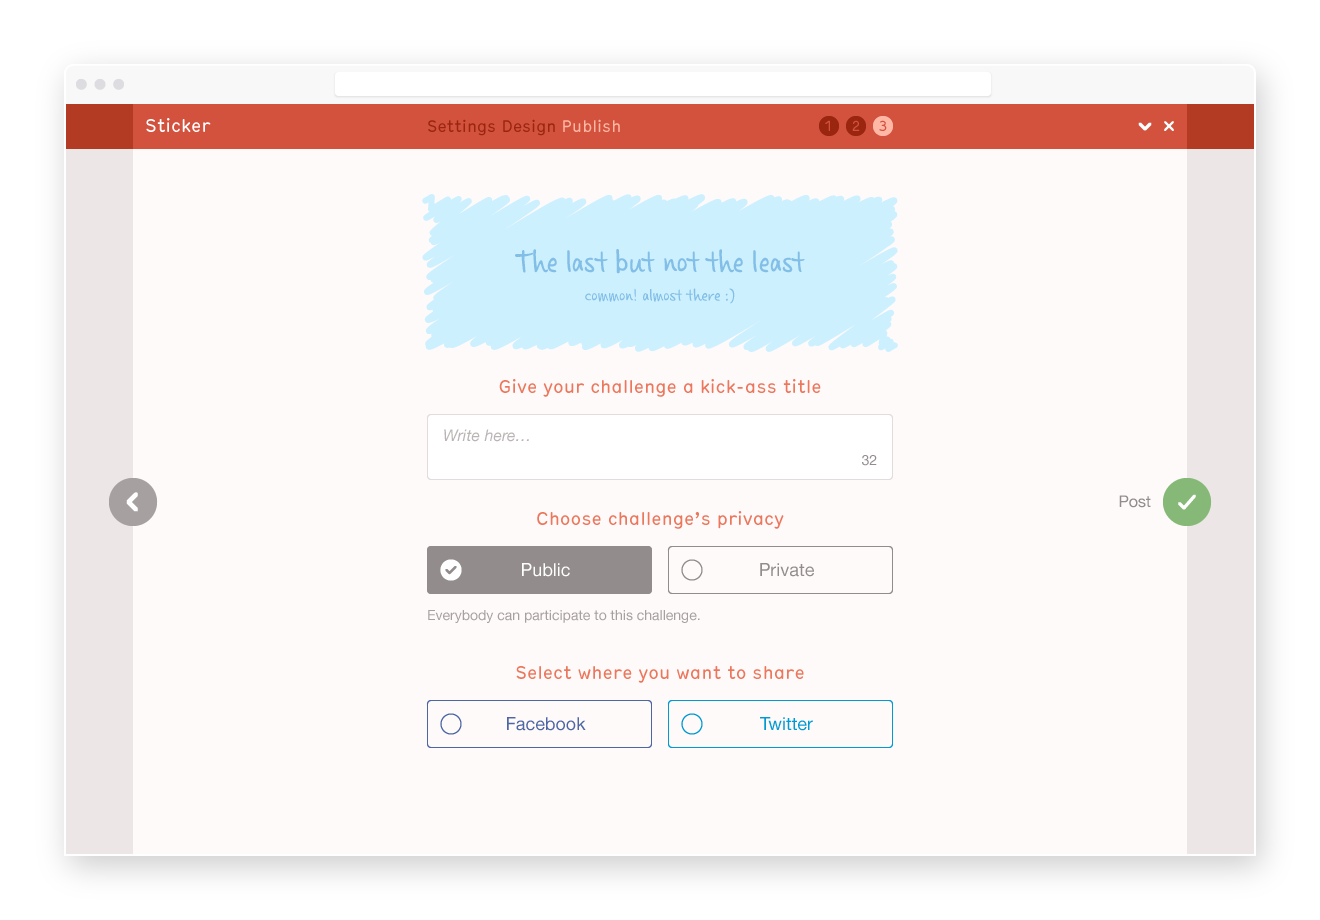 Sticker
Settings Design Publish
1 2 3
The last but not the least
common! almost there :)
Give your challenge a kick-ass title
Write here...
32
Post
Choose challenge's privacy
Public
Private
Everybody can participate to this challenge.
Select where you want to share
Facebook
Twitter